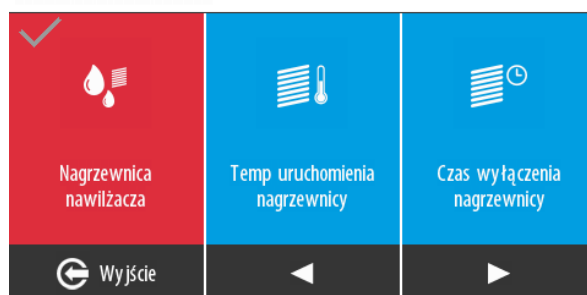 Nagrzewnica
nawilżacza
Temp uruchomienia
nagrzewnicy
Czas wyłączenia
nagrzewnicy
Wyjście